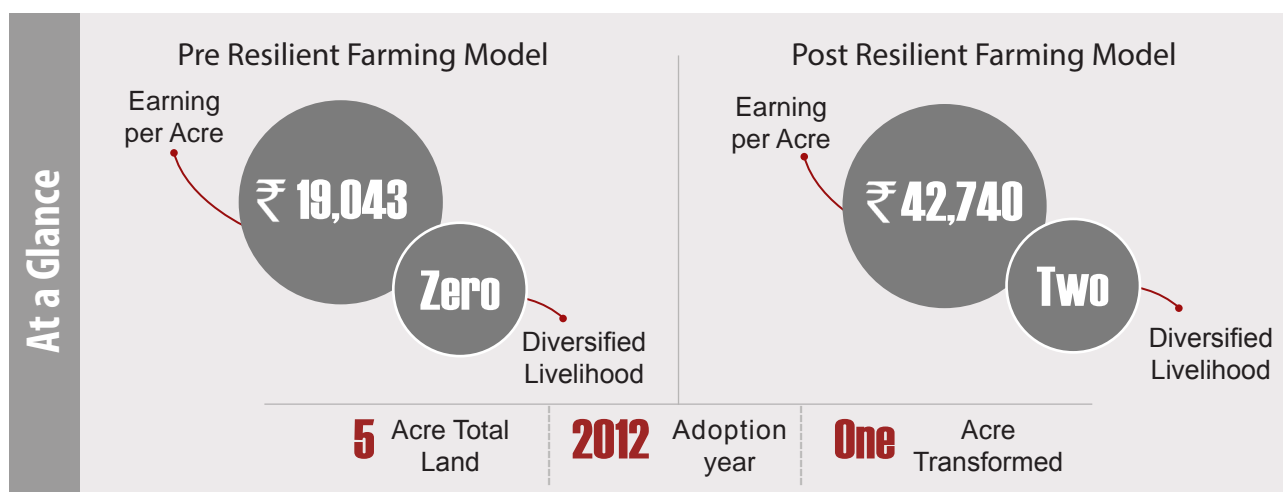 At a Glance
Pre Resilient Farming Model
Earning
per Acre
₹ 19,043
Zero
Diversified
Livelihood
Post Resilient Farming Model
Earning
per Acre
₹ 42,740
Two
Diversified
Livelihood
5 Acre Total
Land
2012 Adoption
year
One Acre
Transformed